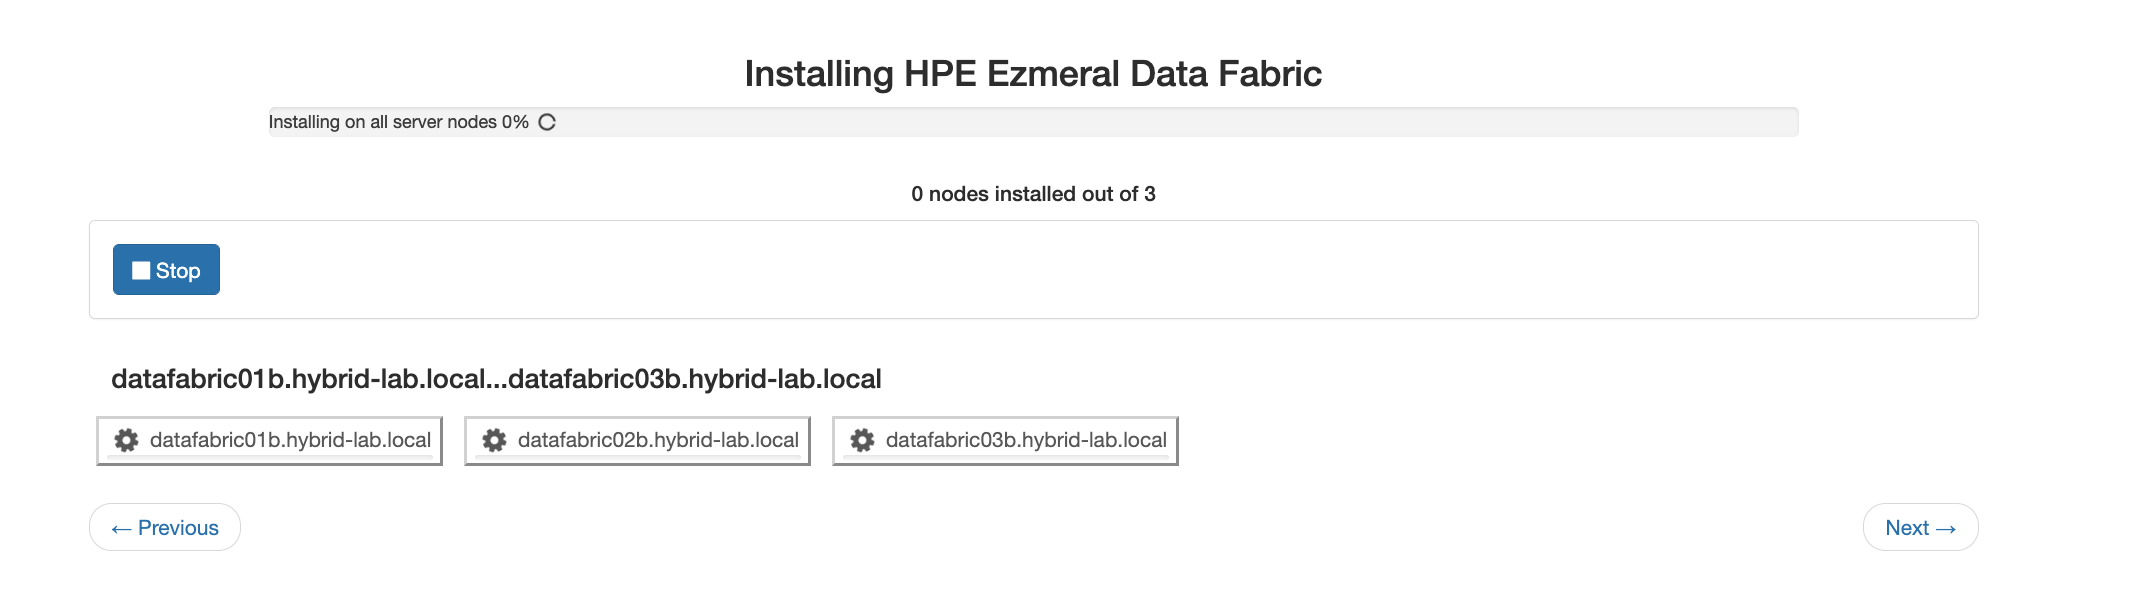 Installing HPE Ezmeral Data Fabric
Installing on all server nodes 0%
0 nodes installed out of 3
Stop
datafabric01b.hybrid-lab.local...datafabric03b.hybrid-lab.local
datafabric01b.hybrid-lab.local datafabric02b.hybrid-lab.local datafabric03b.hybrid-lab.local
← Previous Next →